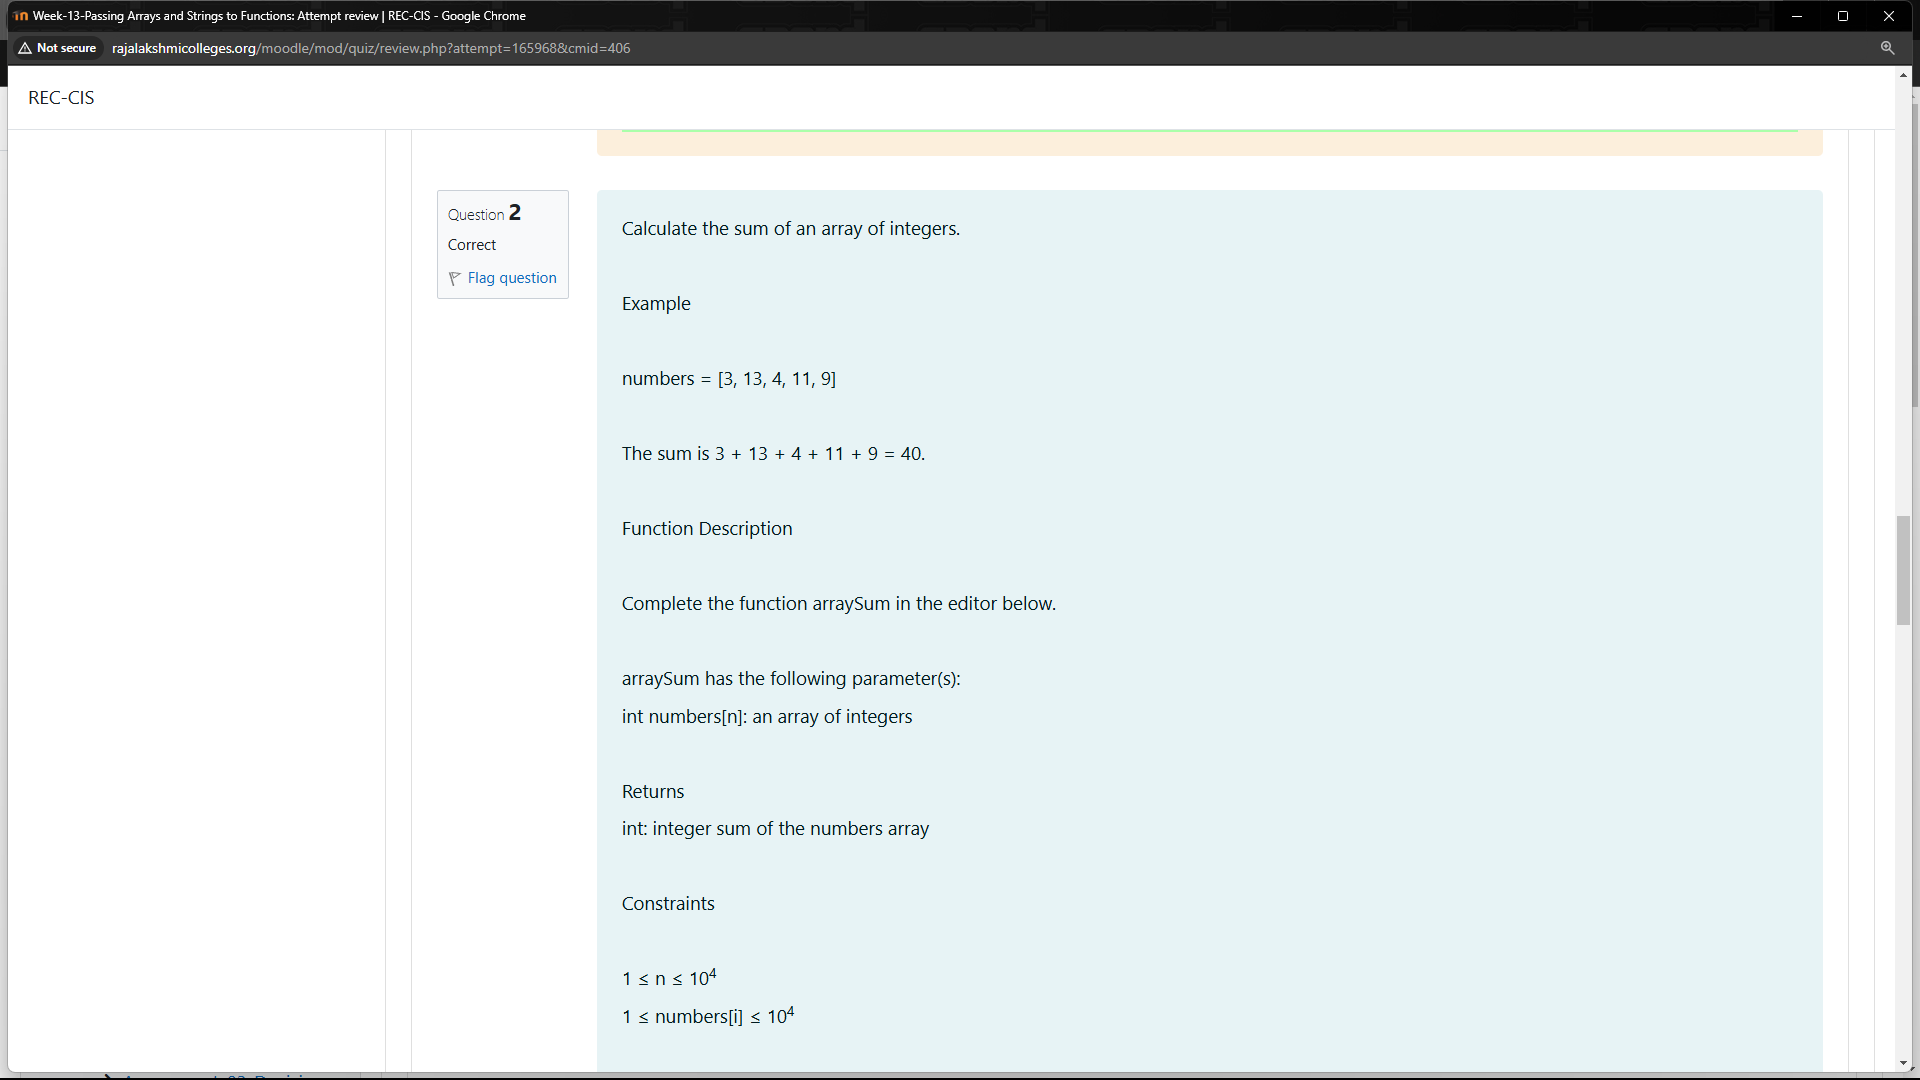 Week-13-Passing Arrays and Strings to Functions: Attempt review | REC-CIS - Google Chrome
Not secure rajalakshmicolleges.org/moodle/mod/quiz/review.php?attempt=165968&cmid=406
REC-CIS
Question 2
Correct
Flag question
Calculate the sum of an array of integers.
Example
numbers = [3, 13, 4, 11, 9]
The sum is 3 + 13 + 4 + 11 + 9 = 40.
Function Description
Complete the function arraySum in the editor below.
arraySum has the following parameter(s):
int numbers[n]: an array of integers
Returns
int: integer sum of the numbers array
Constraints
1 ≤ n ≤ 10⁴
1 ≤ numbers[i] ≤ 10⁴